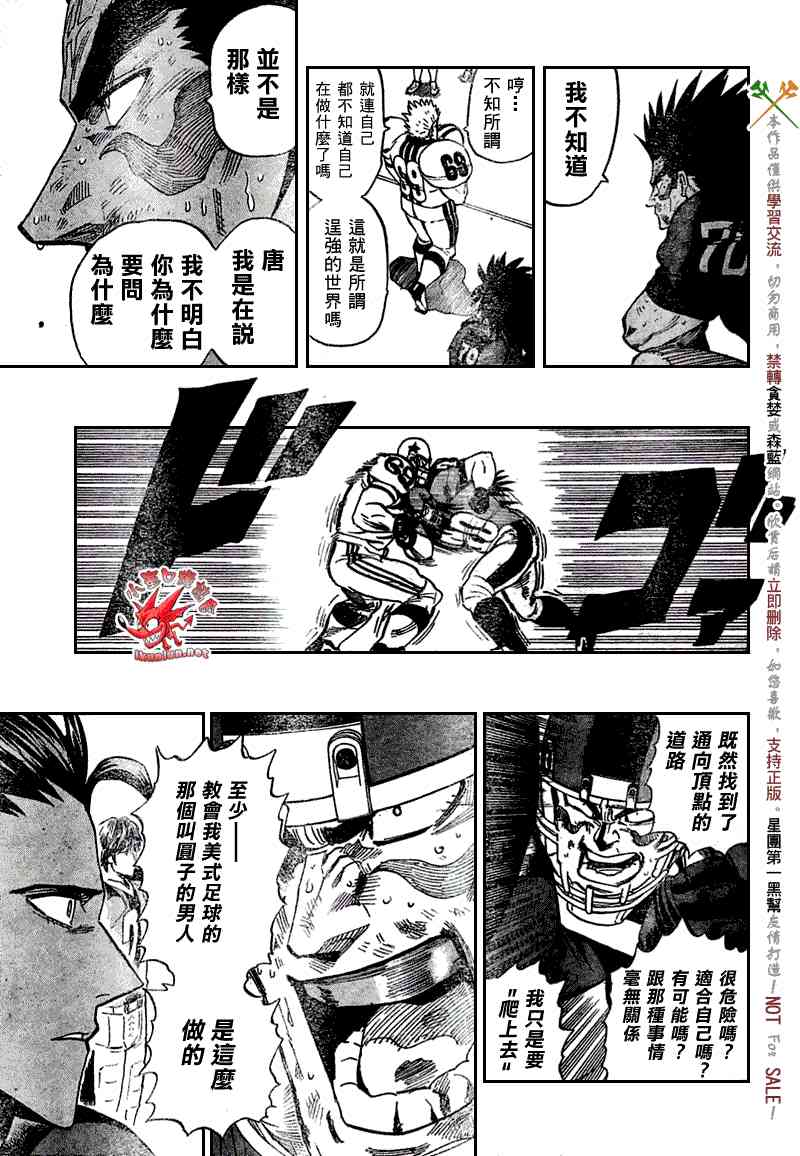 我不知道
70
哼…
不知所謂
就連自己
都不知道自己
在做什麼了嗎
69
69
這就是所謂
逞強的世界嗎
70
並不是
那樣
唐
我是在説
我不明白
你為什麼
要問
為什麼
ドド
ゴァ
既然找到了
通向頂點的
道路
很危險嗎?
適合自己嗎?
有可能嗎?
跟那種事情
毫無關係
我只是要
"爬上去"
至少——
教會我美式足球的
那個叫圓子的男人
是這麼
做的
本作品僅供學習交流，切勿商用，禁轉貪婪或森藍網站。欣賞后請立即刪除，如您喜歡，支持正版。星團第一黑幫友情打造！NOT For SALE！